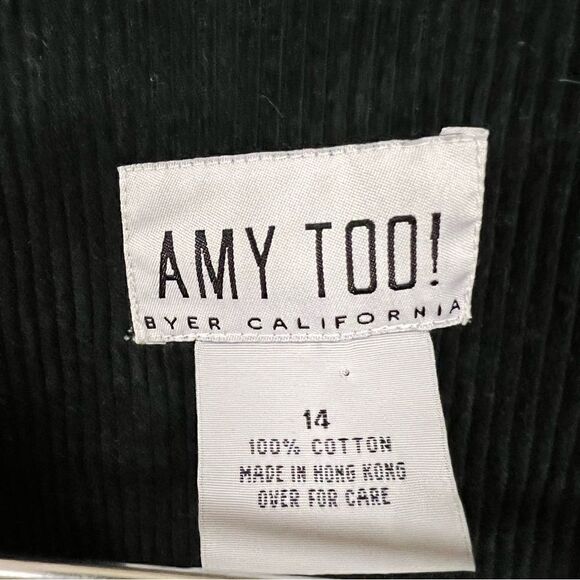 AMY TOO!
BYER CALIFORNIA
14
100% COTTON
MADE IN HONG KONG
OVER FOR CARE